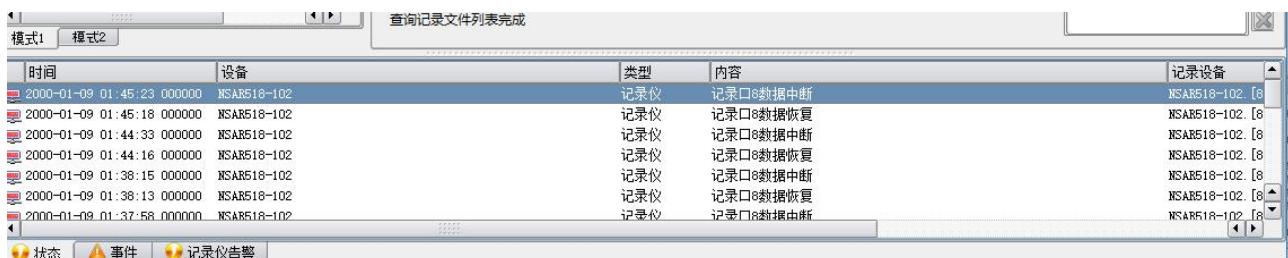 查询记录文件列表完成
模式1 模式2
时间 设备 类型 内容 记录设备
2000-01-09 01:45:23 000000 NSAR518-102 记录仪 记录口8数据中断 NSAR518-102.[8
2000-01-09 01:45:18 000000 NSAR518-102 记录仪 记录口8数据恢复 NSAR518-102.[8
2000-01-09 01:44:33 000000 NSAR518-102 记录仪 记录口8数据中断 NSAR518-102.[8
2000-01-09 01:44:16 000000 NSAR518-102 记录仪 记录口8数据恢复 NSAR518-102.[8
2000-01-09 01:38:15 000000 NSAR518-102 记录仪 记录口8数据中断 NSAR518-102.[8
2000-01-09 01:38:13 000000 NSAR518-102 记录仪 记录口8数据恢复 NSAR518-102.[8
2000-01-09 01:37:58 000000 NSAR518-102 记录仪 记录口8数据中断 NSAR518-102.[8
状态 事件 记录仪告警